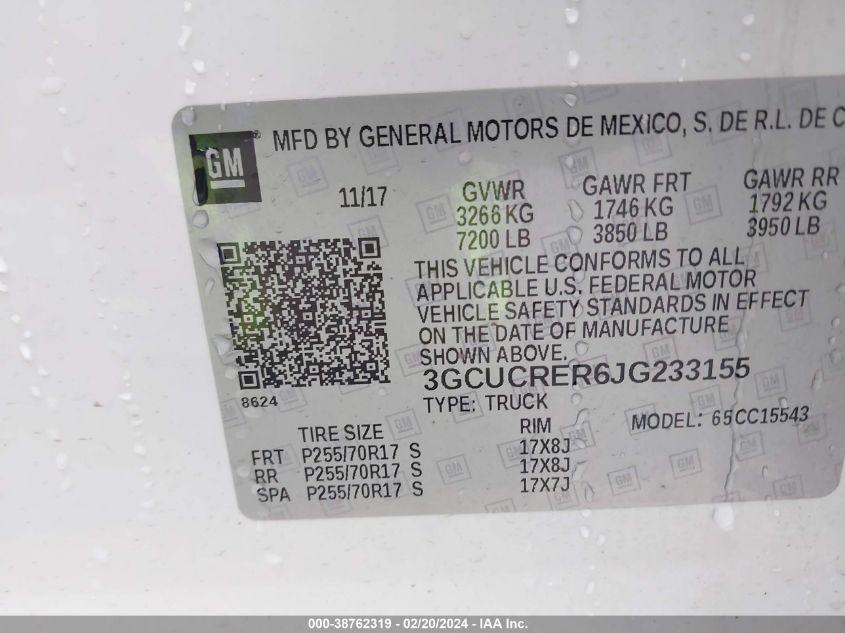 GM ® MFD BY GENERAL MOTORS DE MEXICO, S. DE R.L. DE C
11/17
GVWR GAWR FRT GAWR RR
3266 KG 1746 KG 1792 KG
7200 LB 3850 LB 3950 LB
THIS VEHICLE CONFORMS TO ALL
APPLICABLE U.S. FEDERAL MOTOR
VEHICLE SAFETY STANDARDS IN EFFECT
ON THE DATE OF MANUFACTURE
SHOWN ABOVE.
3GCUCRER6JG233155
8624
TYPE: TRUCK
MODEL: 65CC15543
TIRE SIZE RIM
FRT P255/70R17 S 17X8J
RR P255/70R17 S 17X8J
SPA P255/70R17 S 17X7J
000-38762319 - 02/20/2024 - IAA Inc.